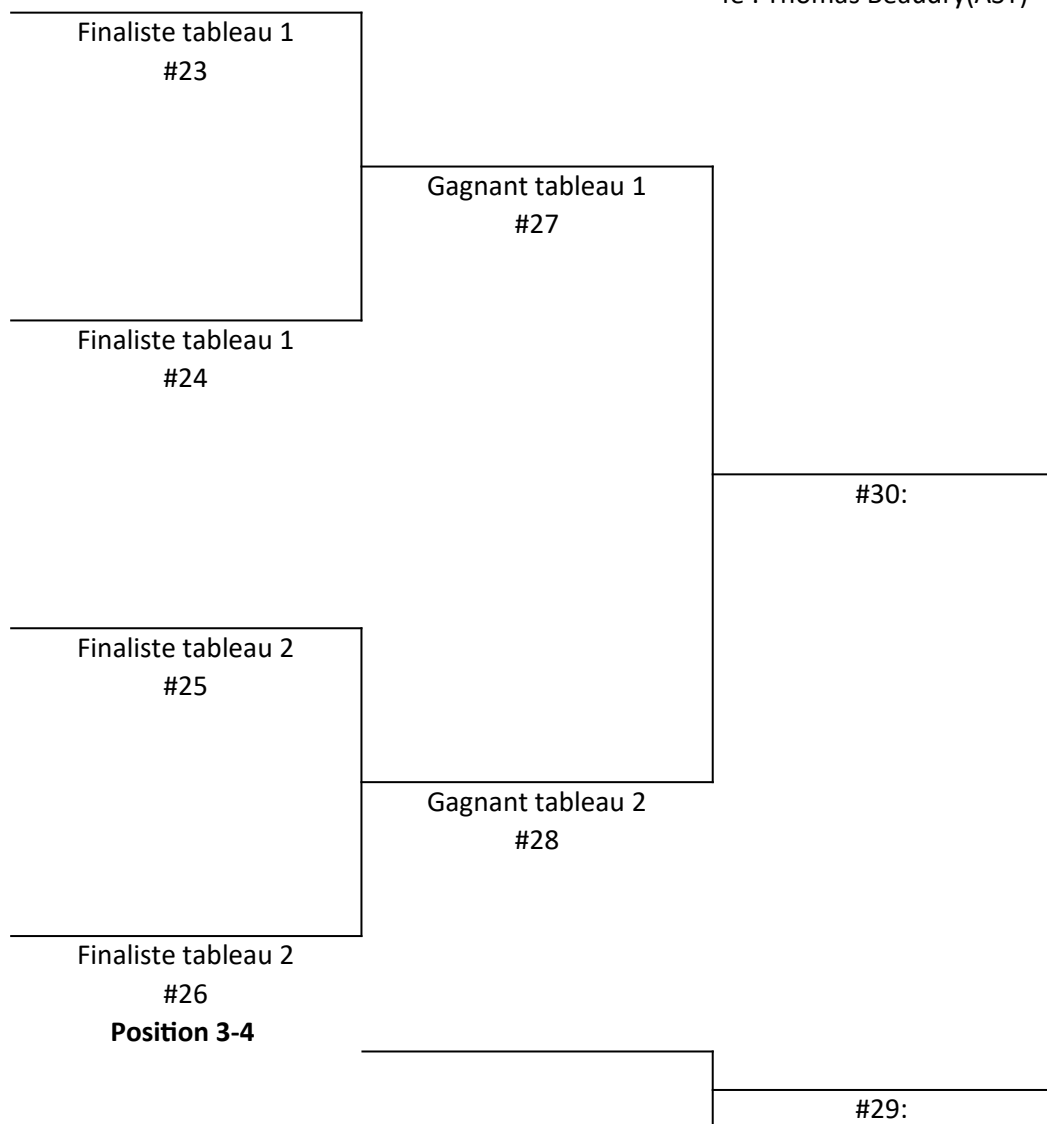 Thomas Beaudry(AST)
Finaliste tableau 1
#23
Gagnant tableau 1
#27
Finaliste tableau 1
#24
#30:
Finaliste tableau 2
#25
Gagnant tableau 2
#28
Finaliste tableau 2
#26
Position 3-4
#29: